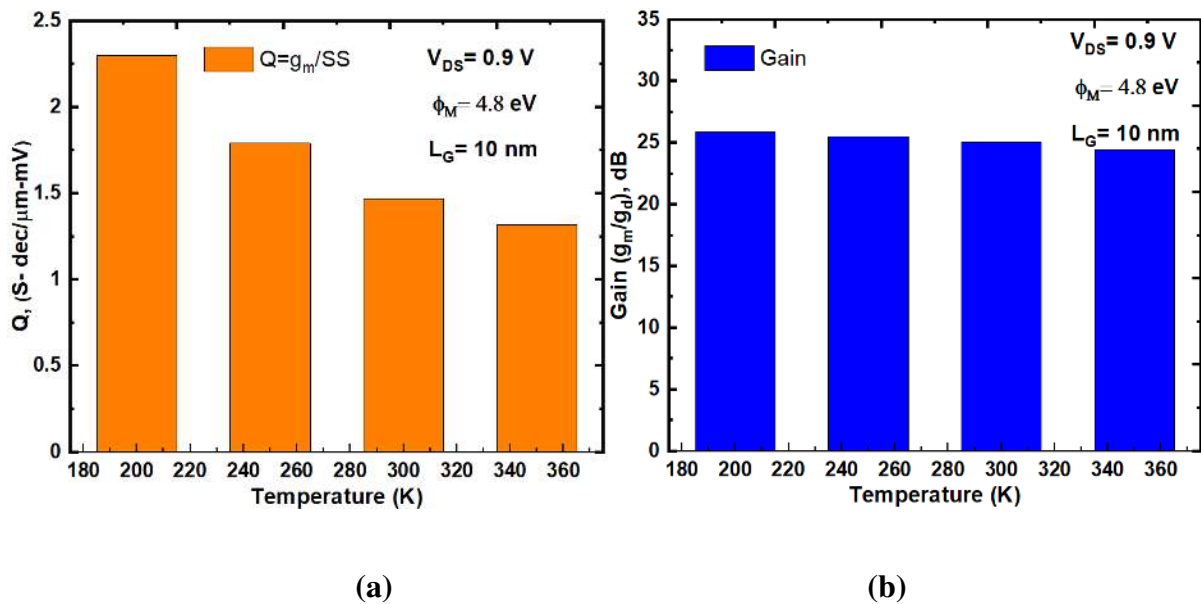 2.5
2
1.5
1
0.5
0
Q, (S- dec/μm-mV)
Q=gm/SS
VDS= 0.9 V
ϕM= 4.8 eV
LG= 10 nm
180 200 220 240 260 280 300 320 340 360
Temperature (K)
(a)
35
30
25
20
15
10
5
0
Gain (gm/gd), dB
Gain
VDS= 0.9 V
ϕM= 4.8 eV
LG= 10 nm
180 200 220 240 260 280 300 320 340 360
Temperature (K)
(b)